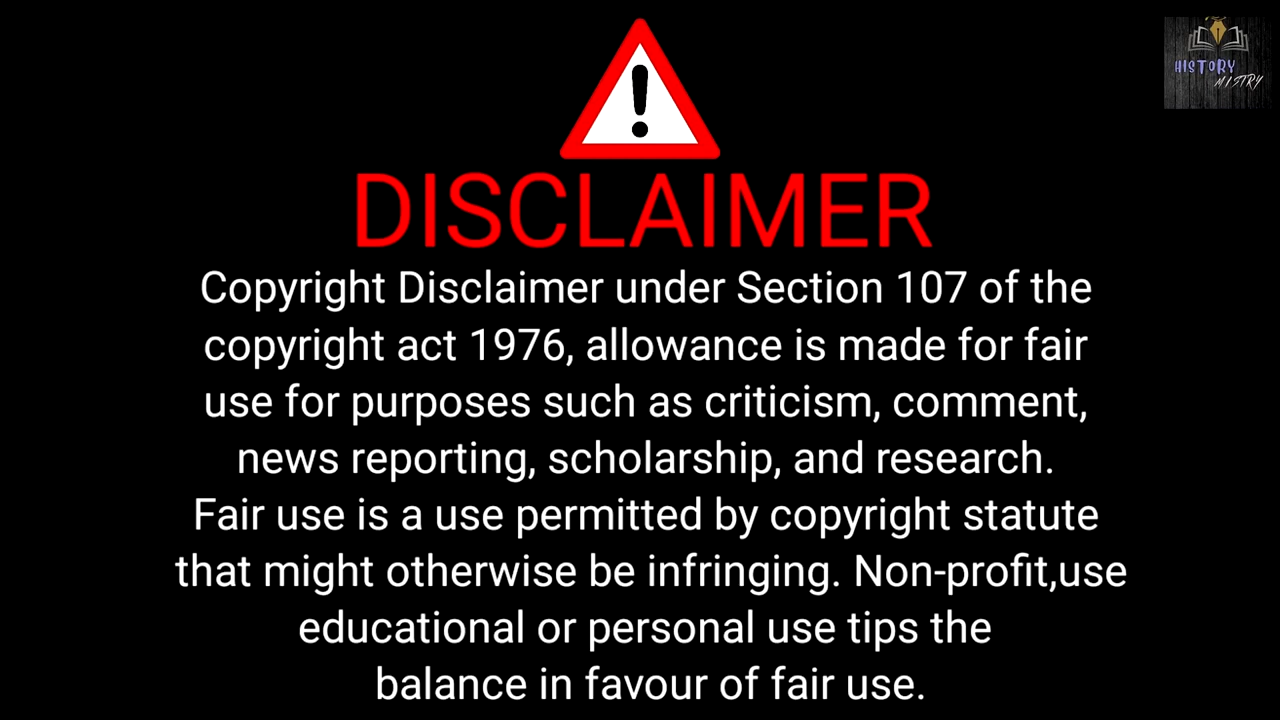 HISTORY
MISTRY
DISCLAIMER
Copyright Disclaimer under Section 107 of the
copyright act 1976, allowance is made for fair
use for purposes such as criticism, comment,
news reporting, scholarship, and research.
Fair use is a use permitted by copyright statute
that might otherwise be infringing. Non-profit,use
educational or personal use tips the
balance in favour of fair use.